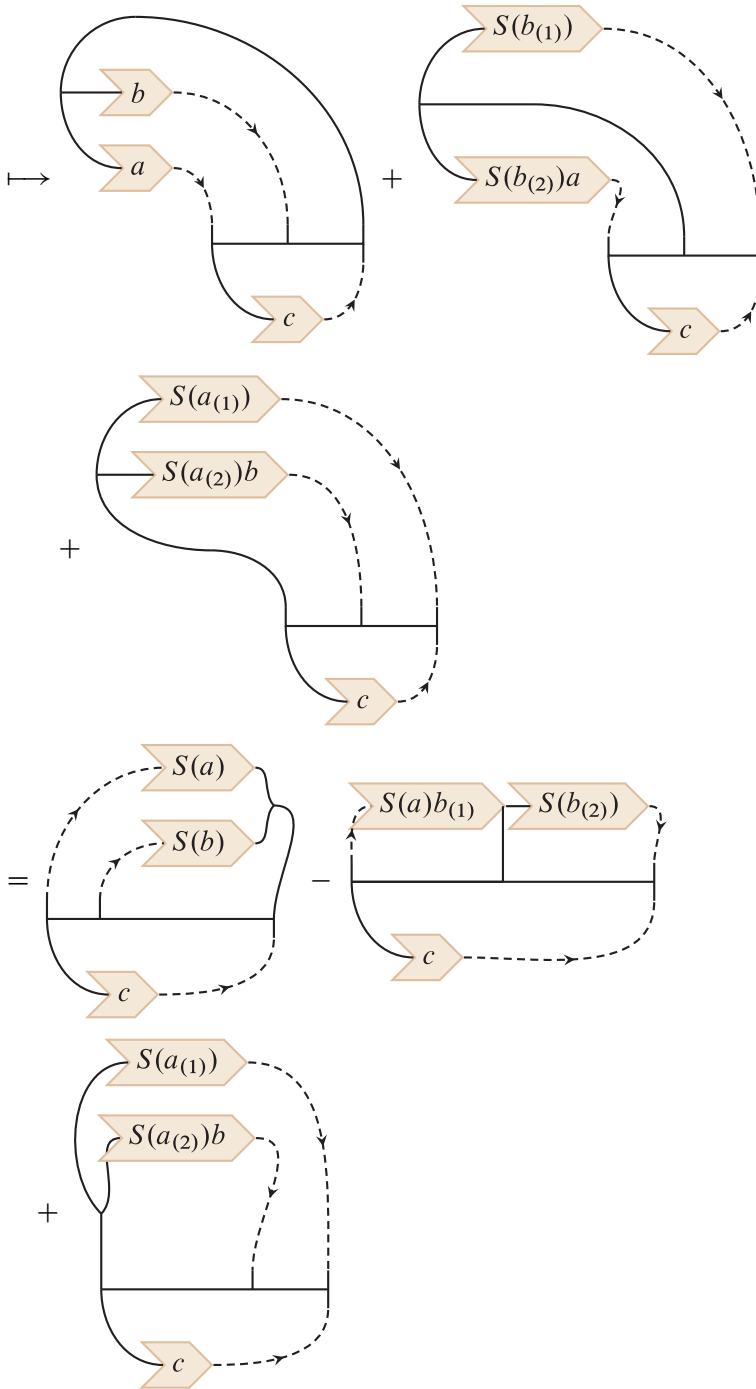 S(b₍₁₎)
b
⟼ a + S(b₍₂₎)a
c c
S(a₍₁₎)
S(a₍₂₎)b
+
c
S(a) S(a)b₍₁₎ S(b₍₂₎)
S(b)
= −
c c
S(a₍₁₎)
S(a₍₂₎)b
+
c